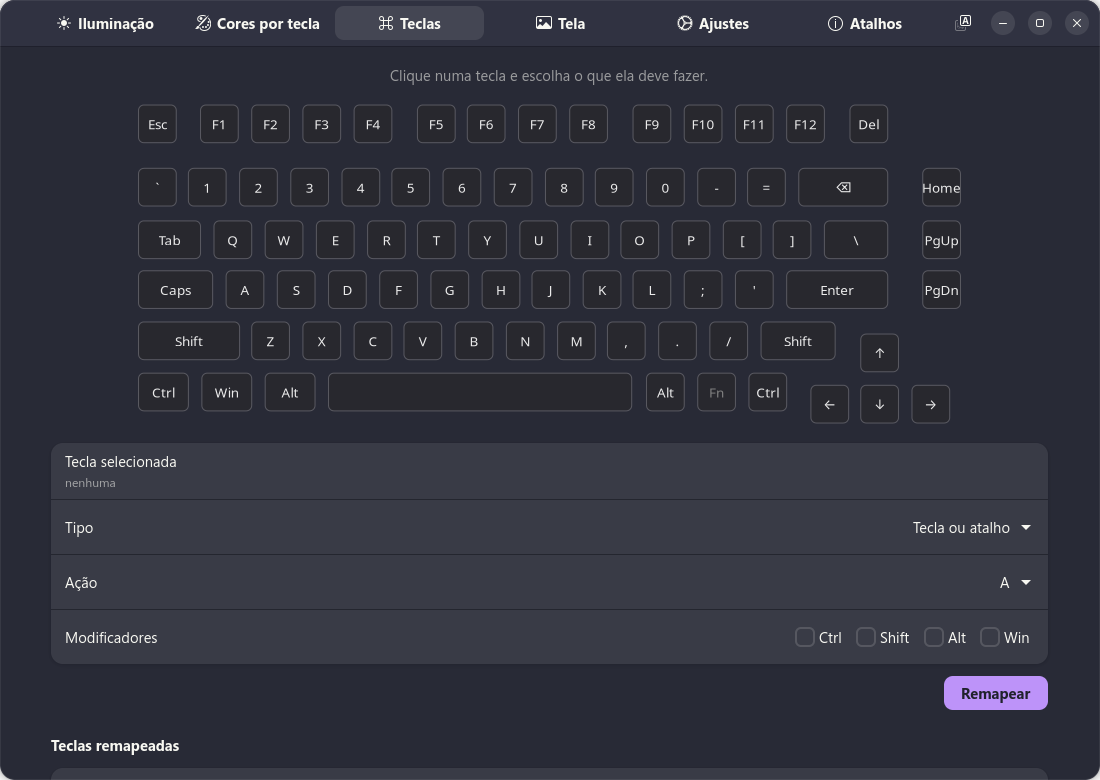 Iluminação Cores por tecla Teclas Tela Ajustes Atalhos A
Clique numa tecla e escolha o que ela deve fazer.
Esc F1 F2 F3 F4 F5 F6 F7 F8 F9 F10 F11 F12 Del
` 1 2 3 4 5 6 7 8 9 0 - = ⌫ Home
Tab Q W E R T Y U I O P [ ] \ PgUp
Caps A S D F G H J K L ; ' Enter PgDn
Shift Z X C V B N M , . / Shift ↑
Ctrl Win Alt Alt Fn Ctrl ← ↓ →
Tecla selecionada
nenhuma
Tipo Tecla ou atalho
Ação A
Modificadores Ctrl Shift Alt Win
Remapear
Teclas remapeadas